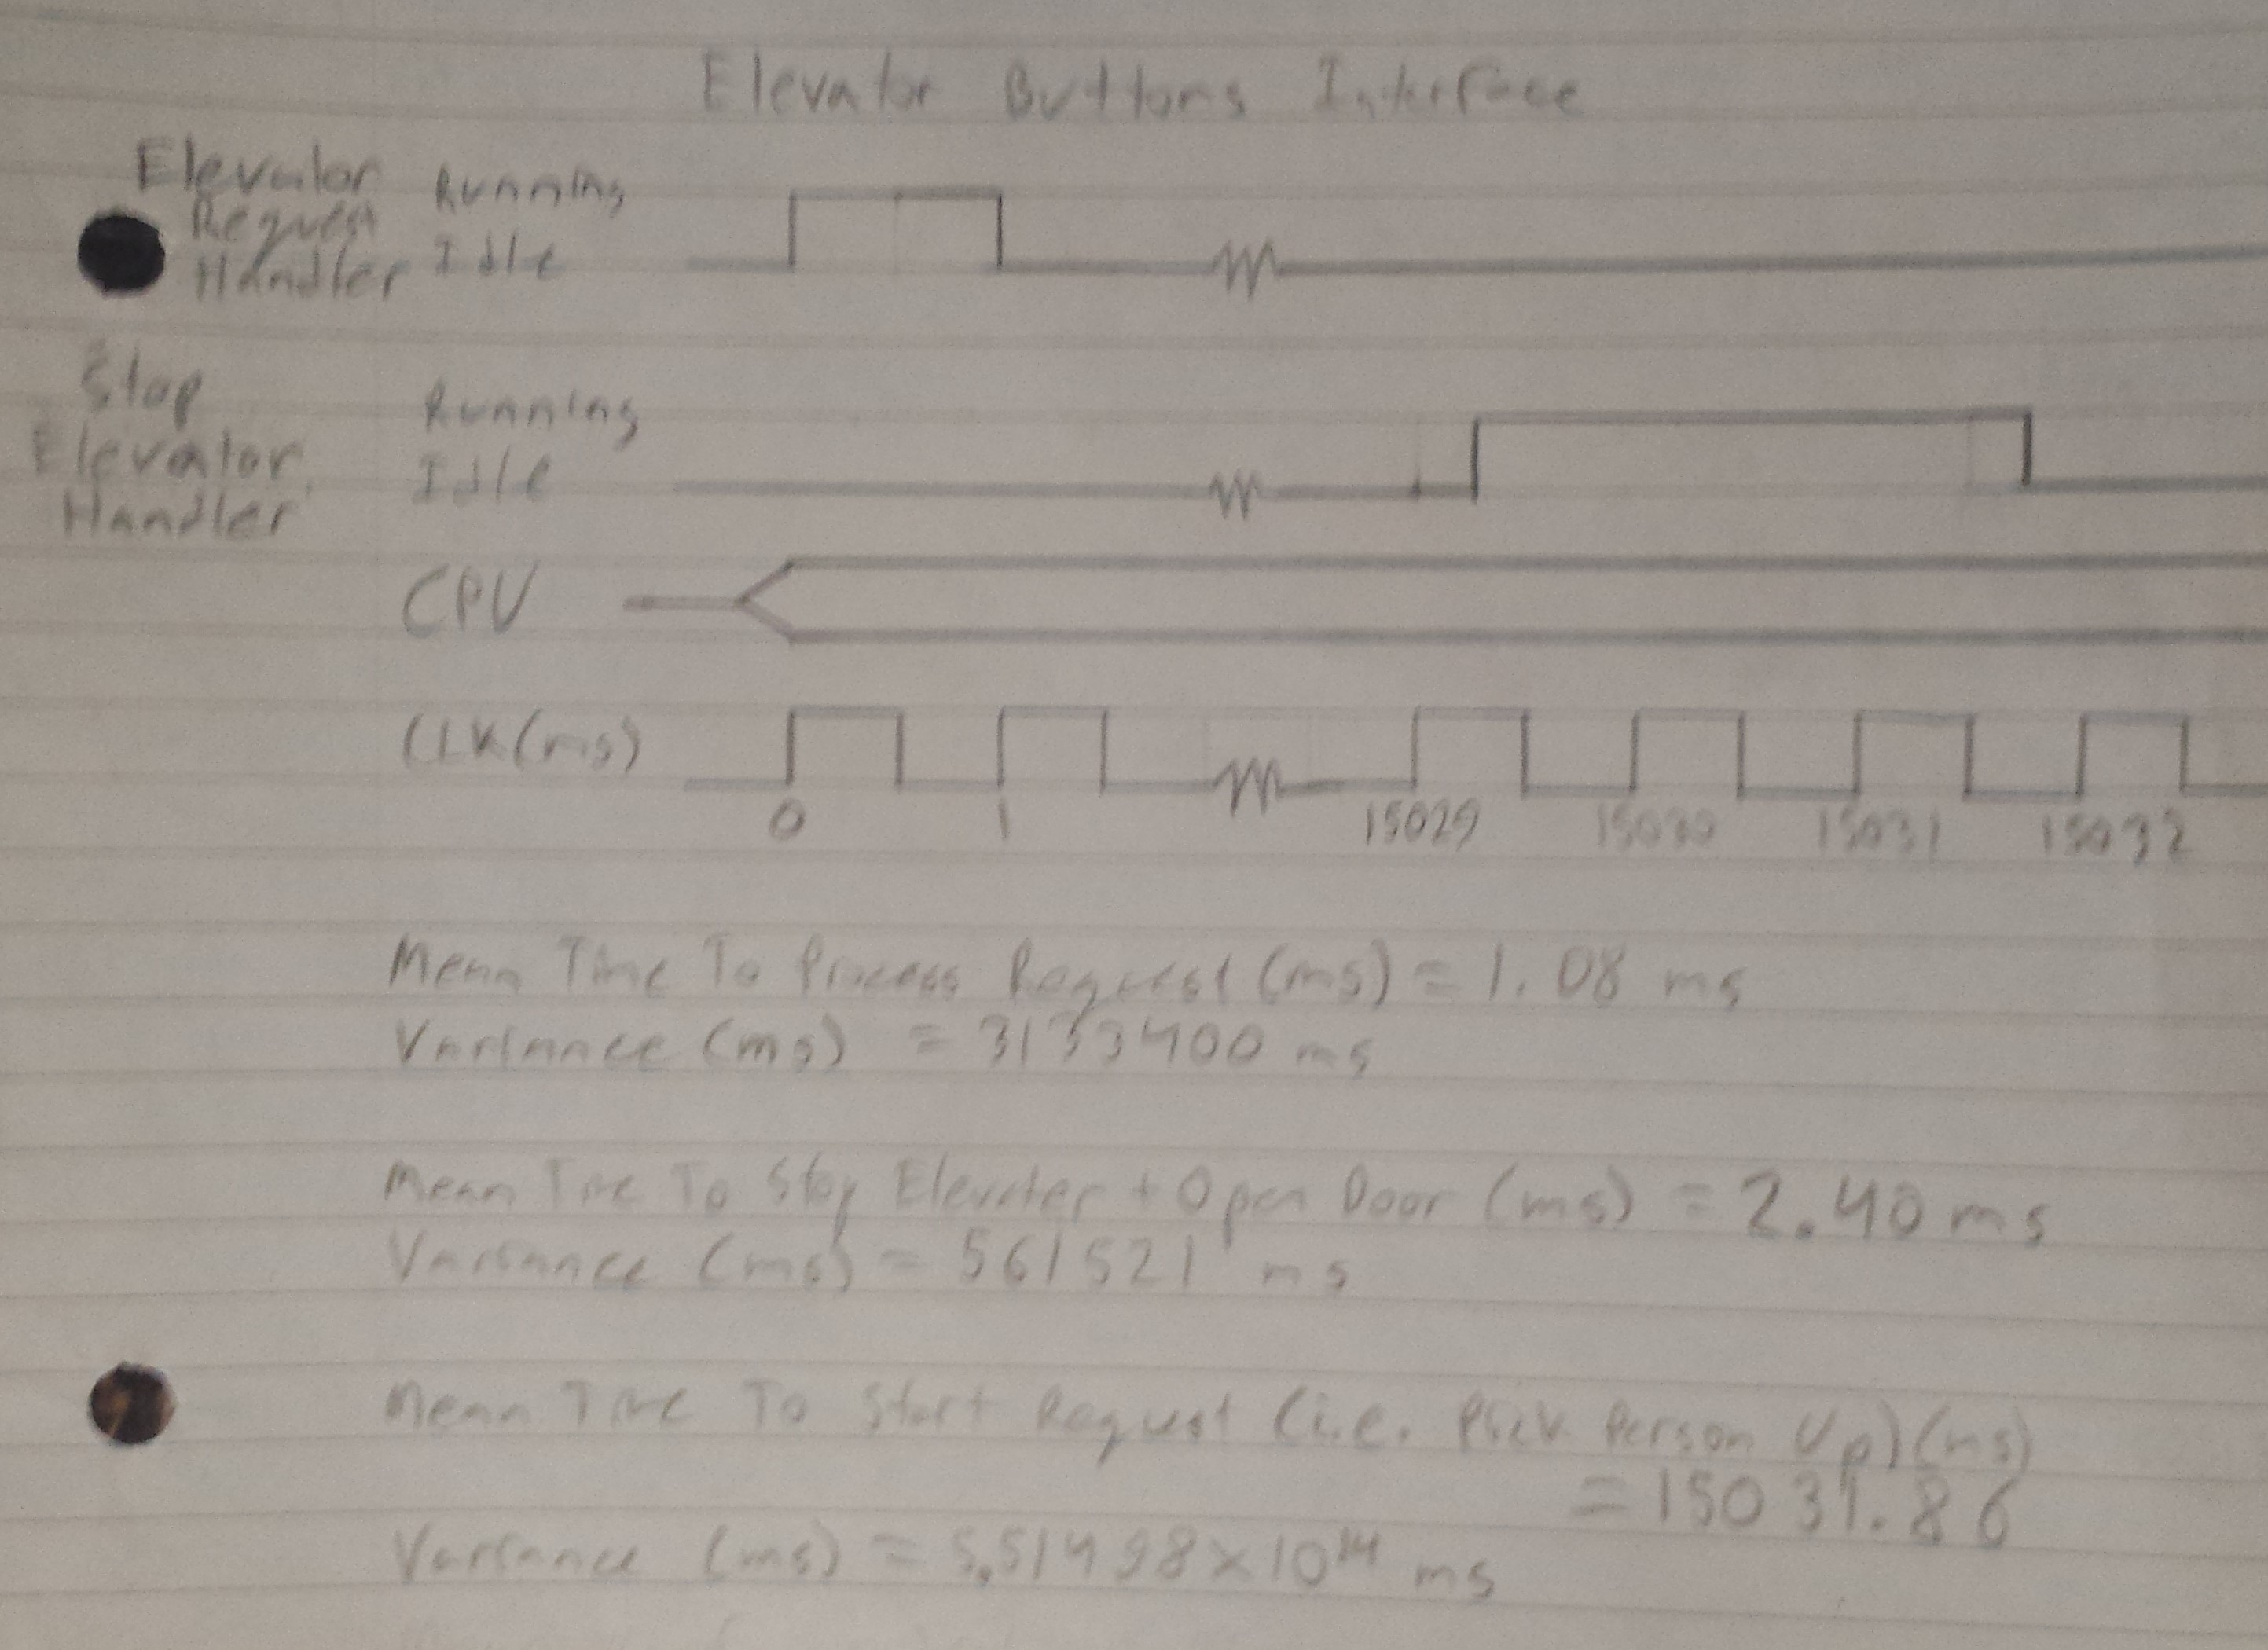 Elevator Buttons Interface
Elevator
Request
Handler
Running
Idle
Stop
Elevator
Handler
Running
Idle
CPU
CLK(ms)
0 1 15029 15030 15031 15032
Mean Time To Process Request (ms) = 1.08 ms
Variance (ms) = 3133400 ms
Mean Time To Stop Elevator + Open Door (ms) = 2.40 ms
Variance (ms) = 561521 ms
Mean Time To Start Request (i.e. Pick Person Up) (ms)
= 15031.86
Variance (ms) = 5.51498x10^14 ms